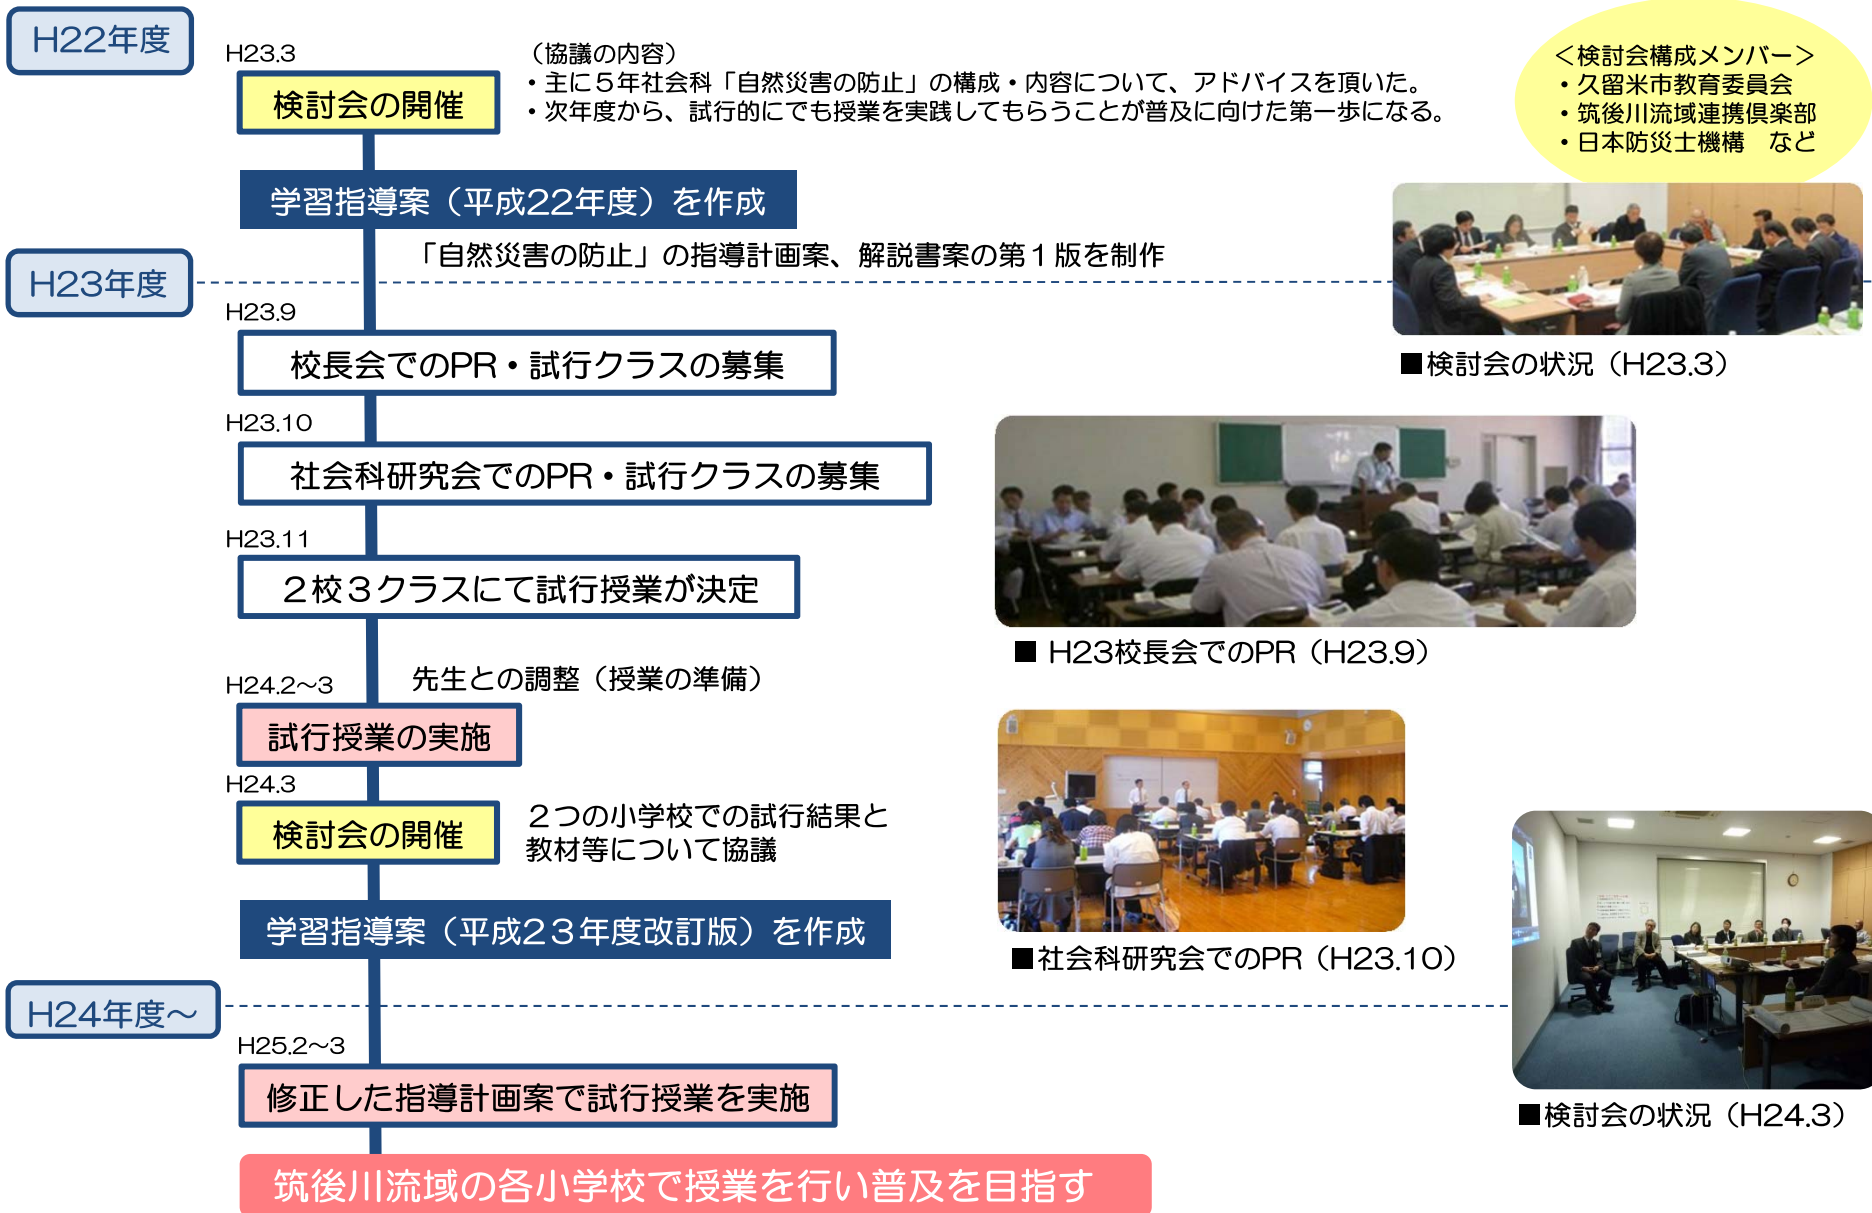 H22年度
H23.3
検討会の開催
（協議の内容）
・主に５年社会科「自然災害の防止」の構成・内容について、アドバイスを頂いた。
・次年度から、試行的にでも授業を実践してもらうことが普及に向けた第一歩になる。
＜検討会構成メンバー＞
・久留米市教育委員会
・筑後川流域連携倶楽部
・日本防災士機構　など
学習指導案（平成22年度）を作成
「自然災害の防止」の指導計画案、解説書案の第１版を制作
H23年度
■検討会の状況（H23.3）
H23.9
校長会でのPR・試行クラスの募集
H23.10
社会科研究会でのPR・試行クラスの募集
H23.11
２校３クラスにて試行授業が決定
■ H23校長会でのPR（H23.9）
先生との調整（授業の準備）
H24.2～3
試行授業の実施
H24.3
検討会の開催
２つの小学校での試行結果と
教材等について協議
学習指導案（平成２３年度改訂版）を作成
■社会科研究会でのPR（H23.10）
H24年度～
H25.2～3
修正した指導計画案で試行授業を実施
■検討会の状況（H24.3）
筑後川流域の各小学校で授業を行い普及を目指す